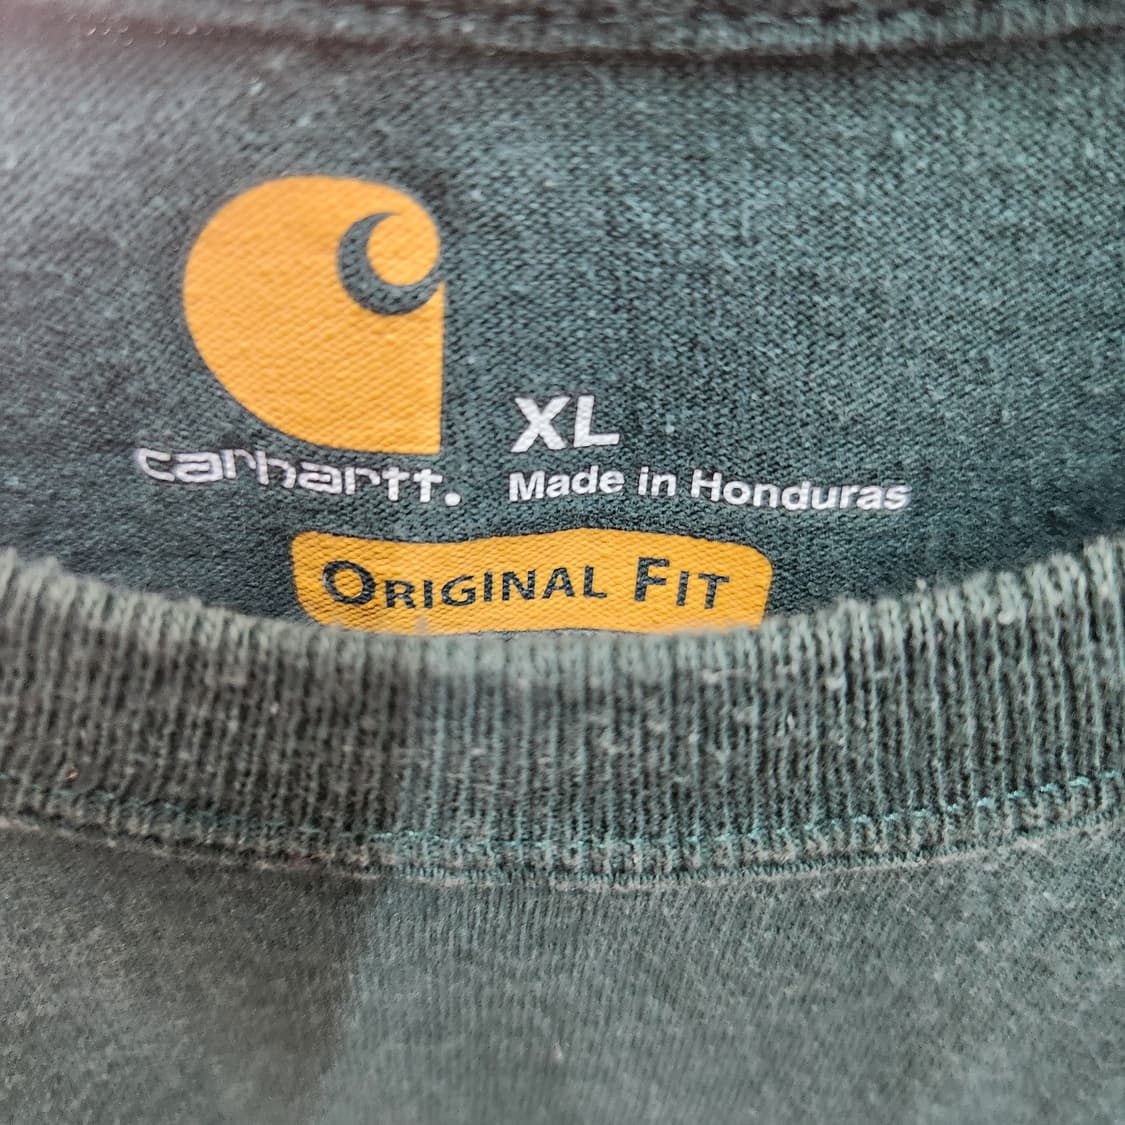 XL
carhartt.
Made in Honduras
ORIGINAL FIT